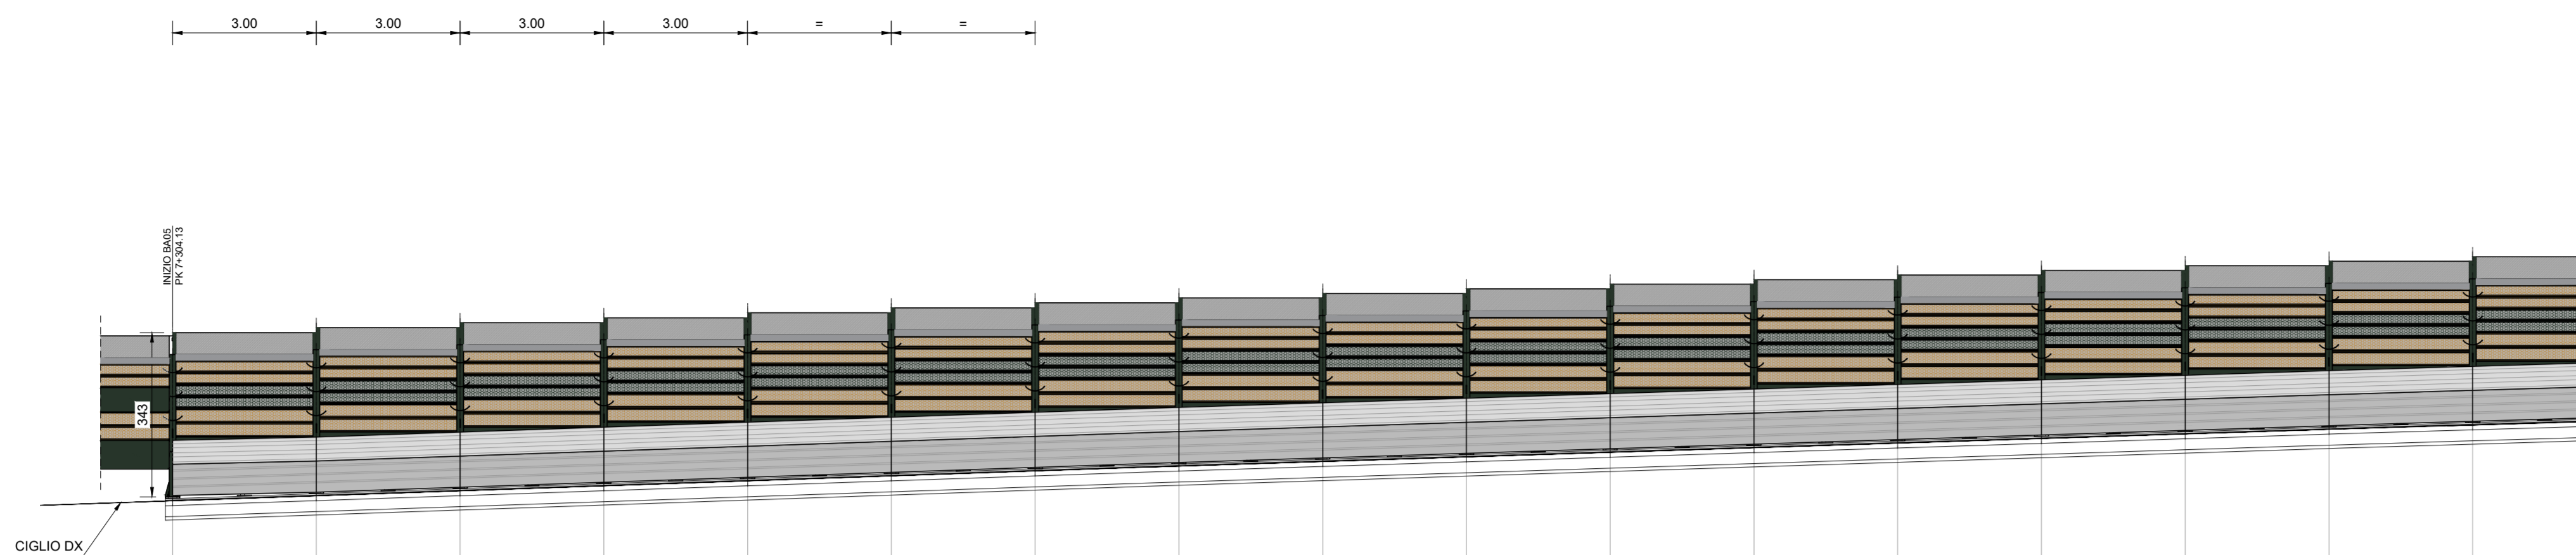 3.00 3.00 3.00 3.00 = =
INIZIO BA05
PK 7+304.13
343
CIGLIO DX